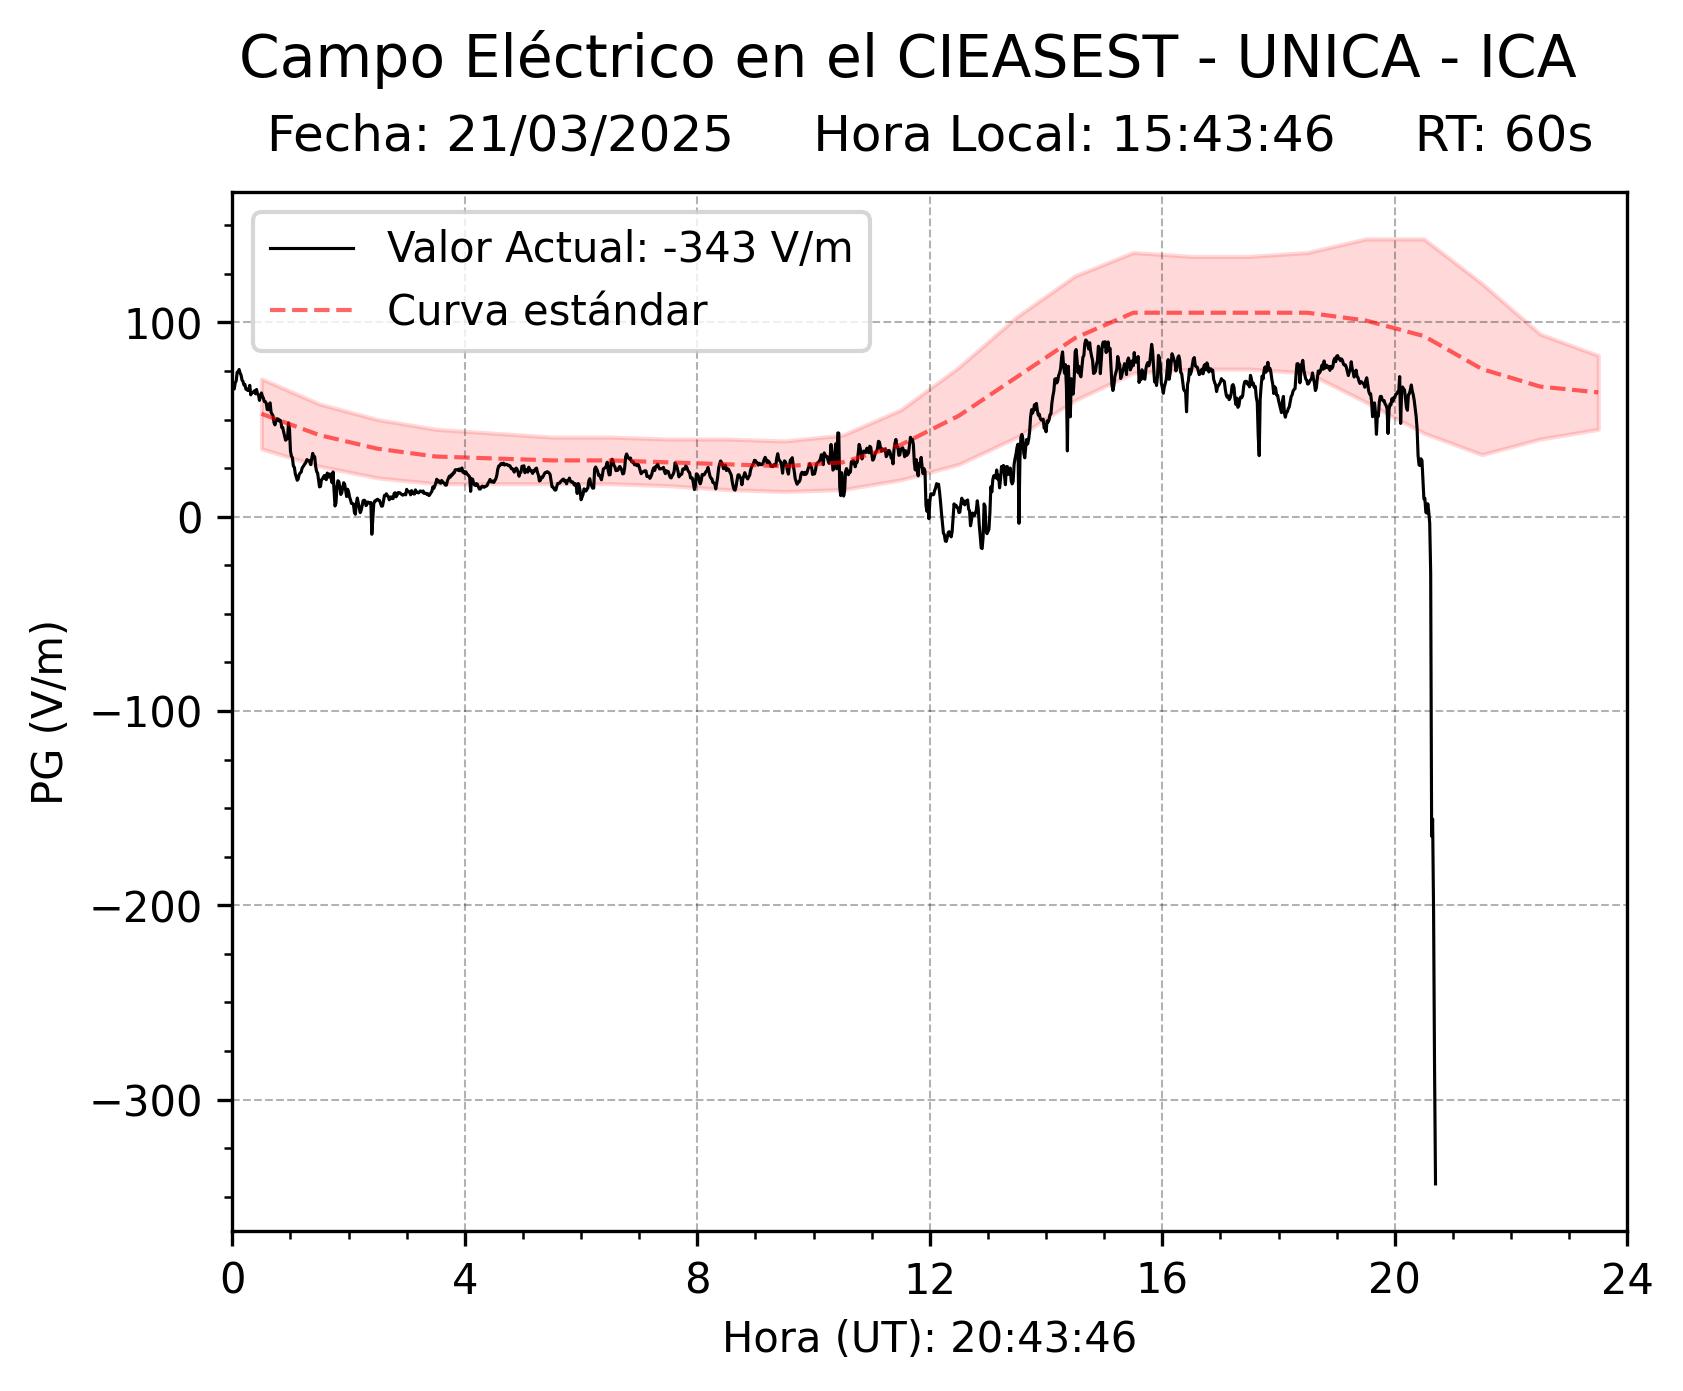 Campo Eléctrico en el CIEASEST - UNICA - ICA
Fecha: 21/03/2025 Hora Local: 15:43:46 RT: 60s
Valor Actual: -343 V/m
Curva estándar
100
0
−100
−200
−300
PG (V/m)
0 4 8 12 16 20 24
Hora (UT): 20:43:46